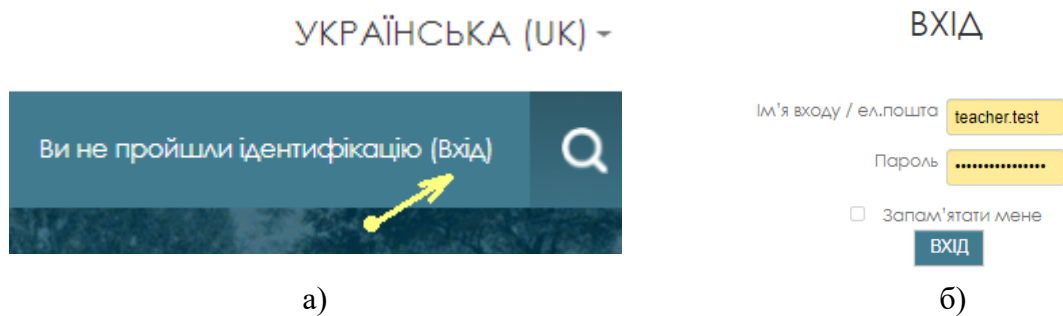 УКРАЇНСЬКА (UK)
Ви не пройшли ідентифікацію (Вхід)
а)
ВХІД
Ім'я входу / ел.пошта teacher.test
Пароль ••••••••••••••••
Запам'ятати мене
ВХІД
б)